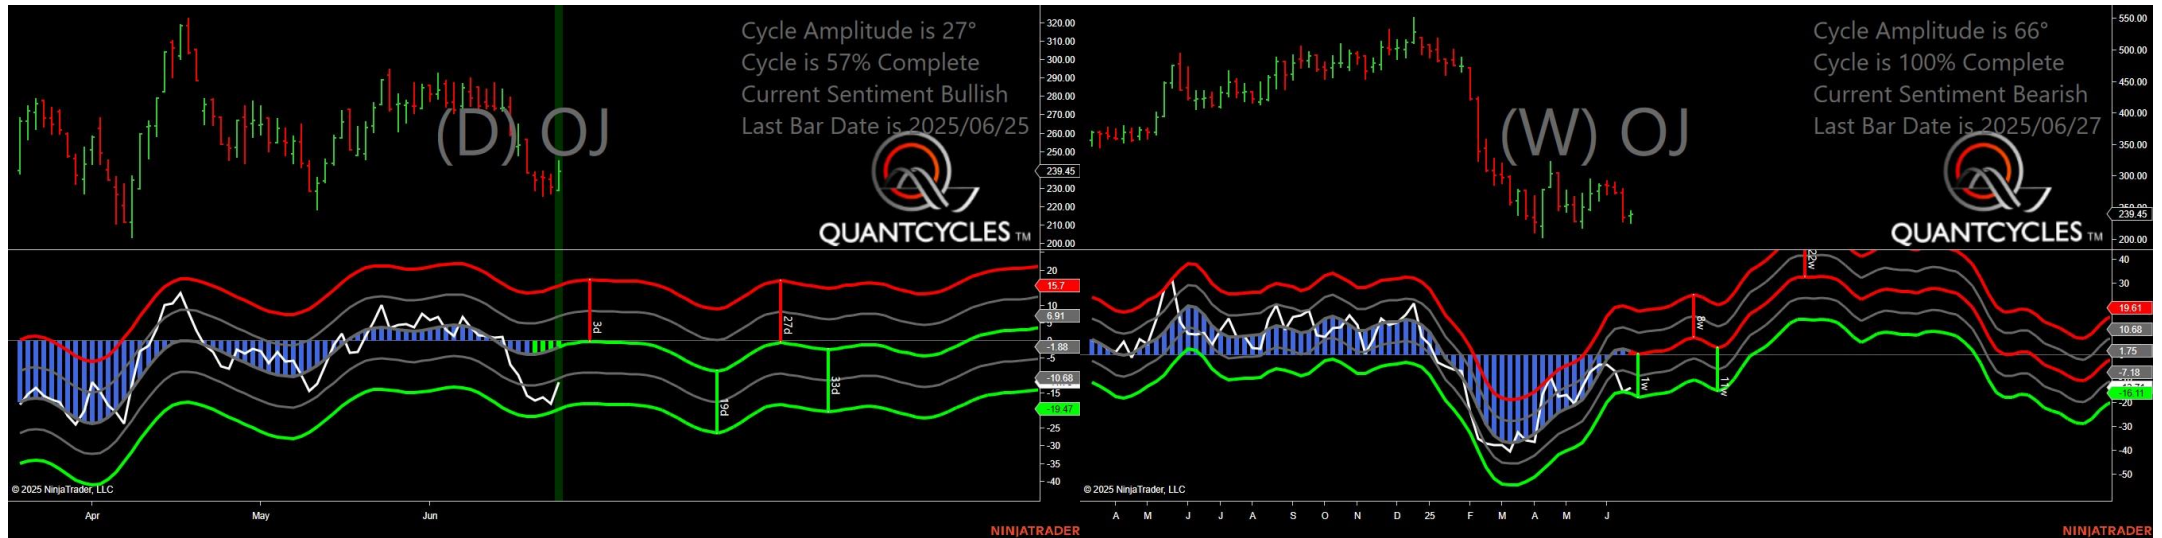 Cycle Amplitude is 27°
Cycle is 57% Complete
Current Sentiment Bullish
Last Bar Date is 2025/06/25
(D) OJ
QUANTCYCLES TM
320.00
310.00
300.00
290.00
280.00
270.00
260.00
250.00
239.45
230.00
220.00
210.00
200.00
20
15.7
10
6.91
5
-1.88
-5
-10.68
-15
-19.47
-25
-30
-35
-40
3d
19d
27d
33d
© 2025 NinjaTrader, LLC
Apr
May
Jun
NINJATRADER
Cycle Amplitude is 66°
Cycle is 100% Complete
Current Sentiment Bearish
Last Bar Date is 2025/06/27
(W) OJ
QUANTCYCLES TM
550.00
500.00
450.00
400.00
350.00
300.00
239.45
200.00
40
30
19.61
10.68
1.75
-7.18
-16.11
-20
-30
-40
-50
1w
8w
11w
22w
© 2025 NinjaTrader, LLC
A M J J A S O N D 25 F M A M J
NINJATRADER